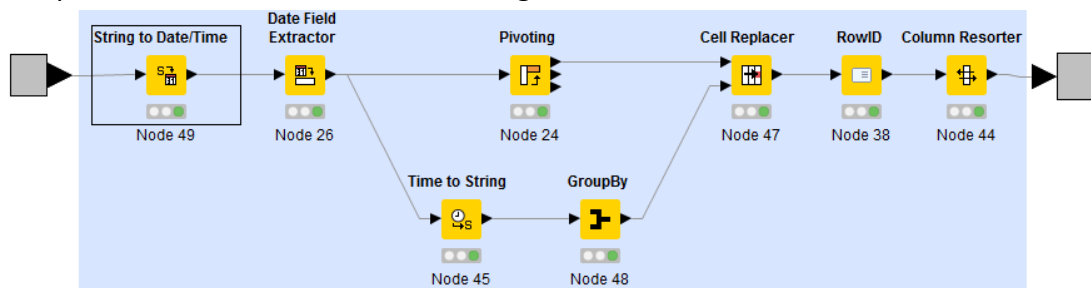 String to Date/Time
Date Field
Extractor
Pivoting
Cell Replacer
RowID
Column Resorter
Node 49
Node 26
Node 24
Node 47
Node 38
Node 44
Time to String
GroupBy
Node 45
Node 48